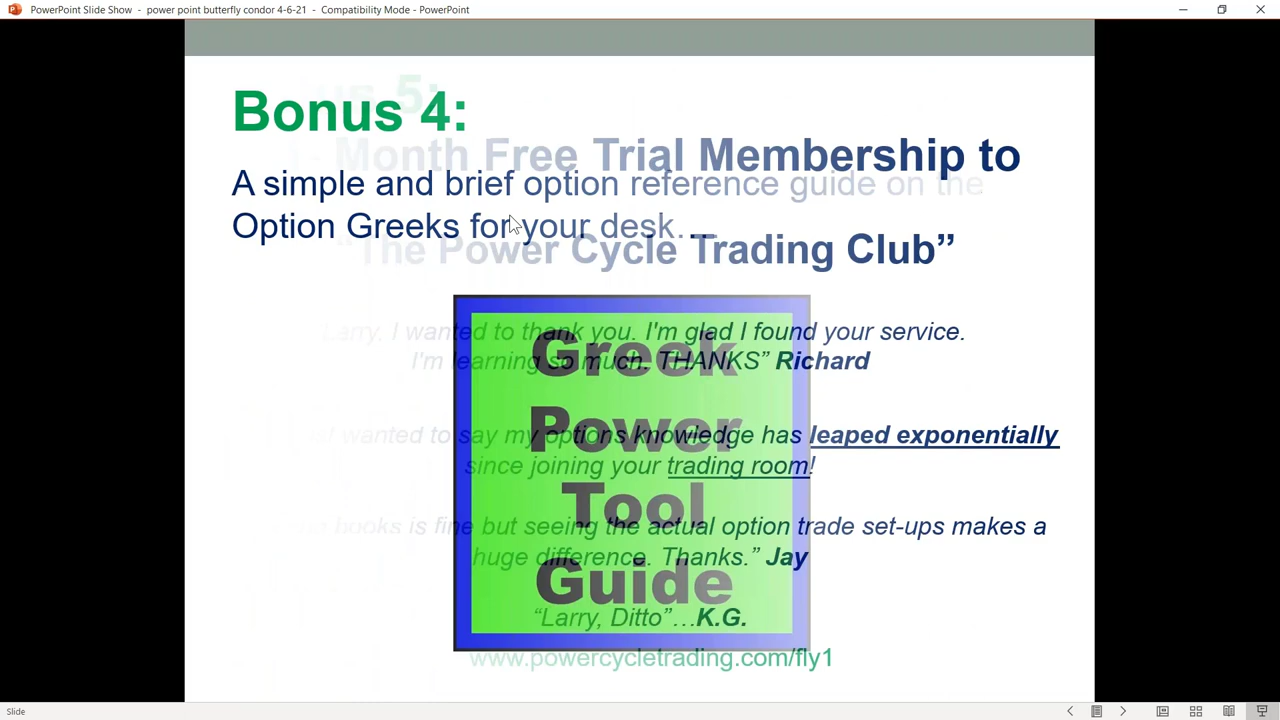 PowerPoint Slide Show - power point butterfly condor 4-6-21 - Compatibility Mode - PowerPoint
Bonus 4:
us 5:
Month Free Trial Membership to
A simple and brief option reference guide on the
Option Greeks for your desk….
“The Power Cycle Trading Club”
Larry, I wanted to thank you. I'm glad I found your service.
I'm learning so much. THANKS” Richard
wanted to say my options knowledge has leaped exponentially
since joining your trading room!
books is fine but seeing the actual option trade set-ups makes a
huge difference. Thanks.” Jay
“Larry, Ditto”…K.G.
Greek
Power
Tool
Guide
www.powercycletrading.com/fly1
Slide